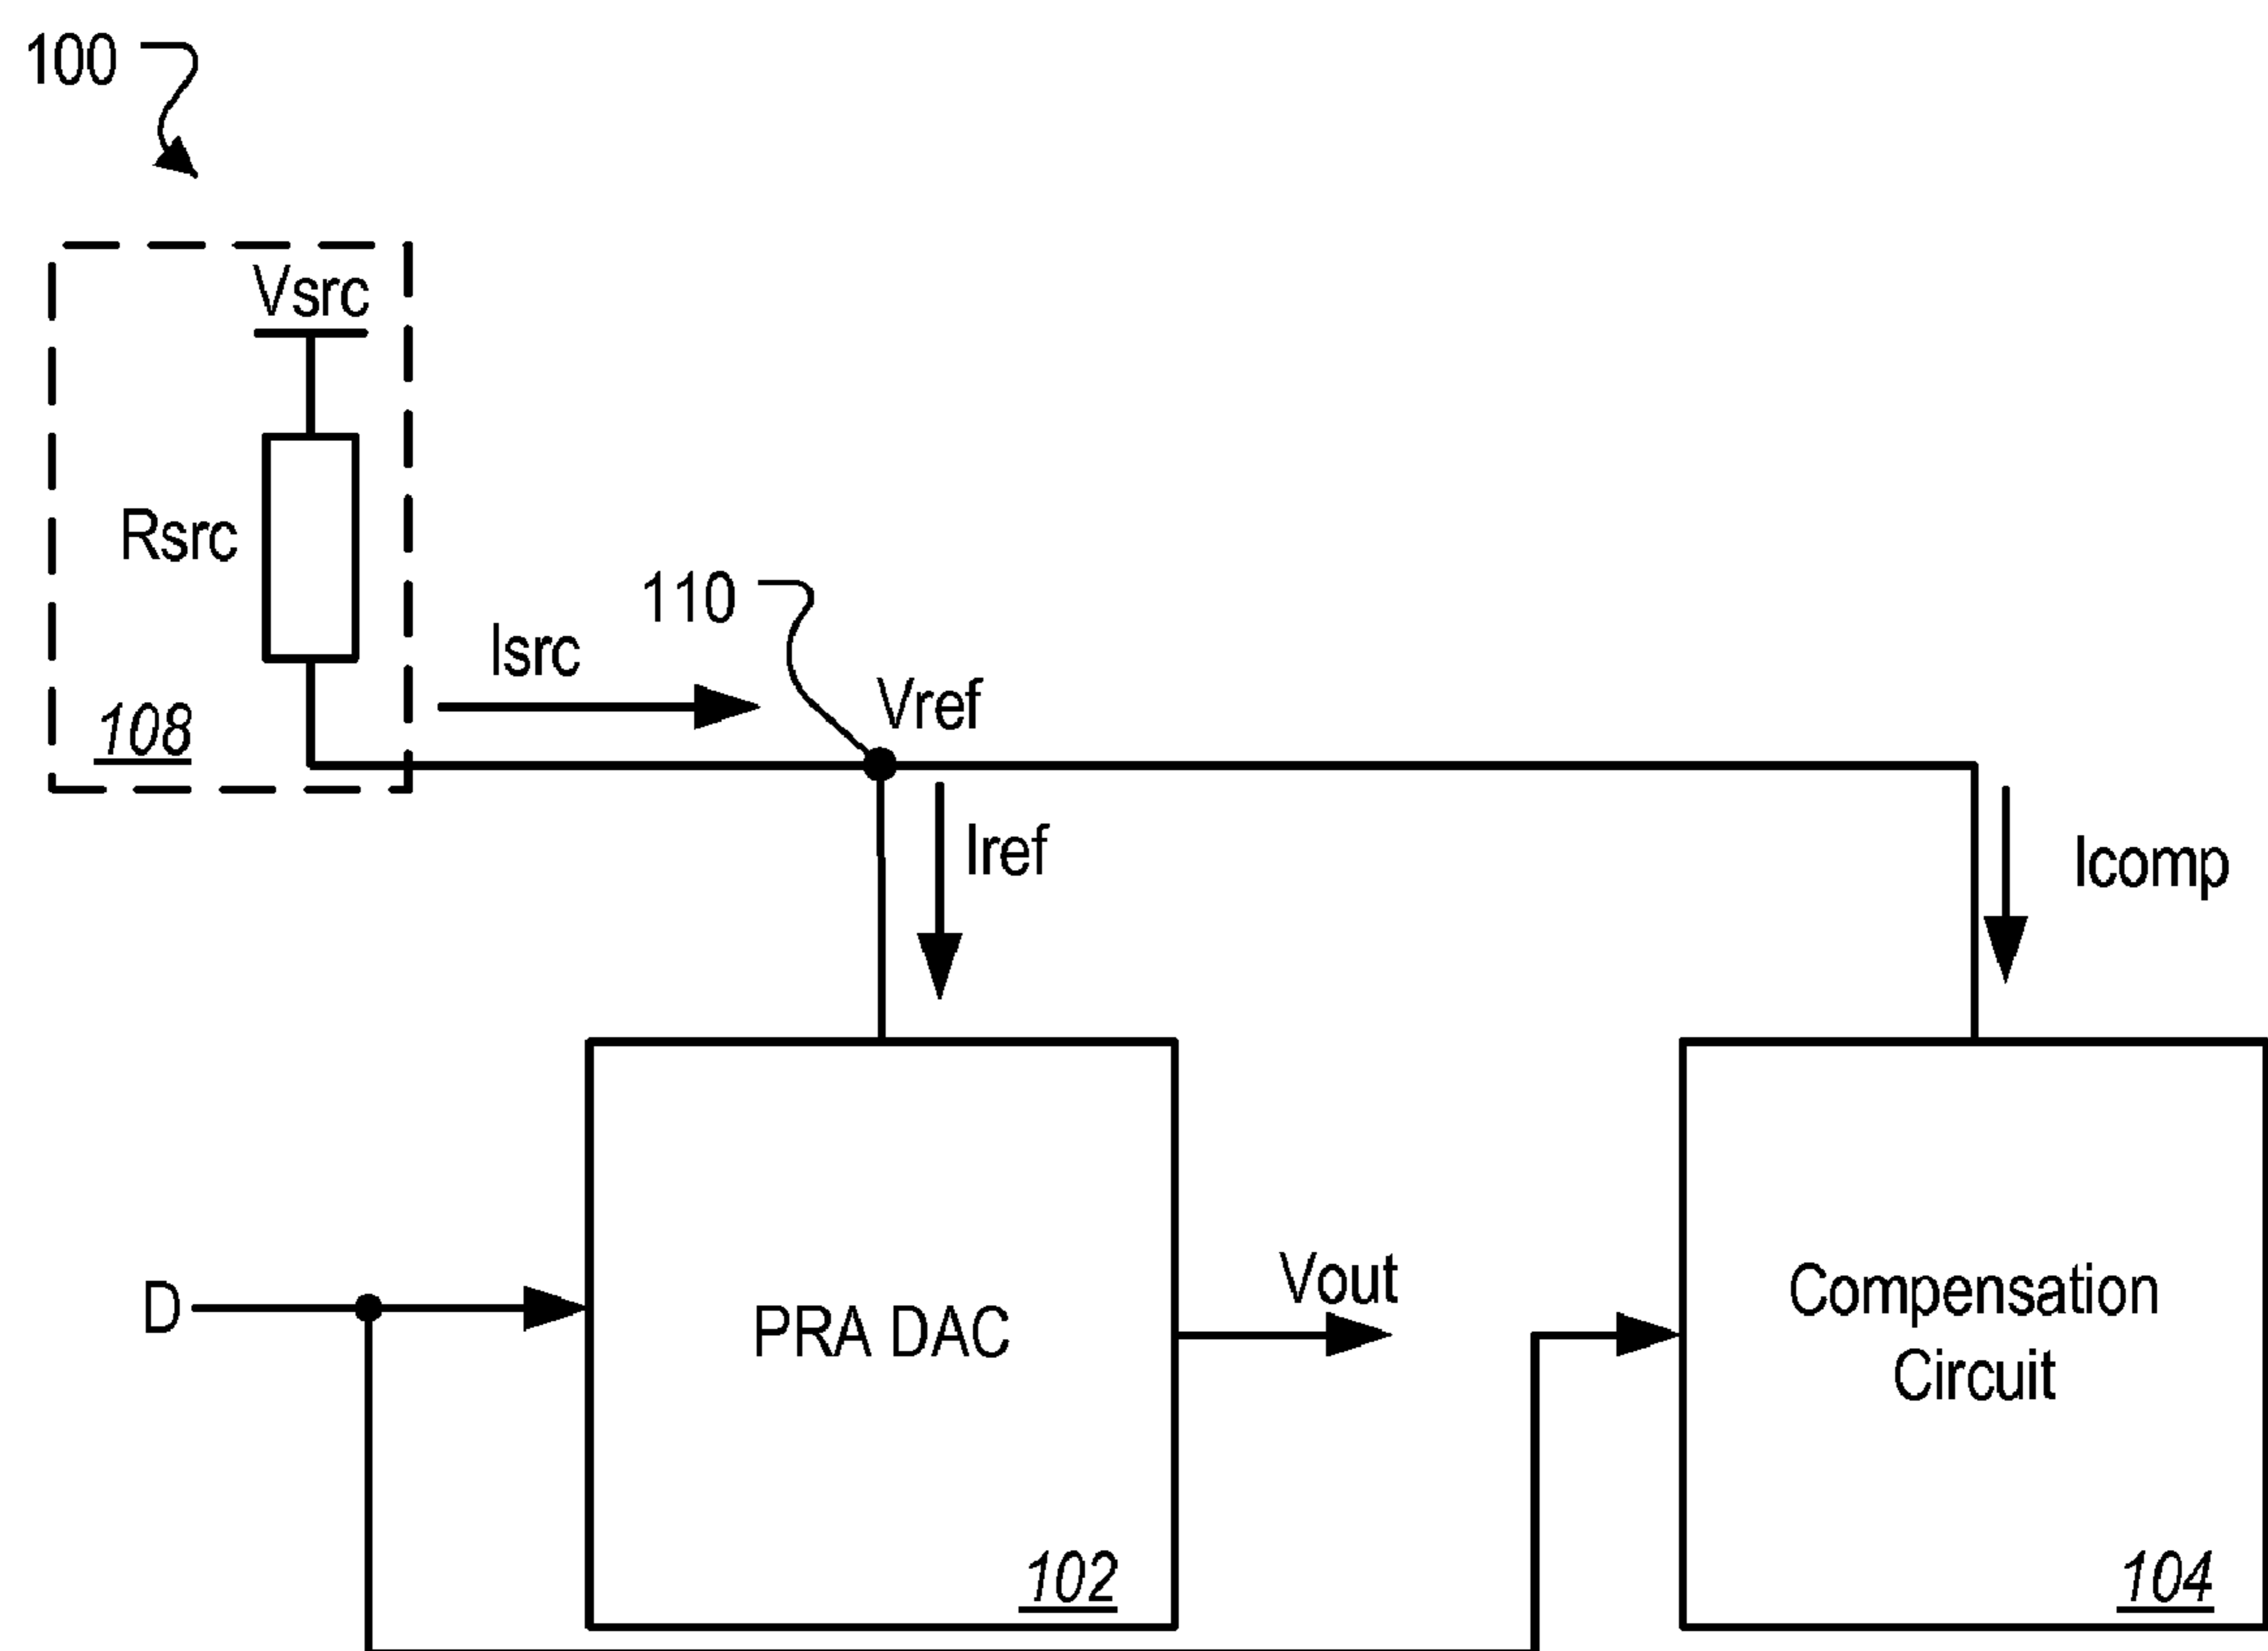 100
Vsrc
Rsrc
108
Isrc
110
Vref
Iref
Icomp
D
PRA DAC
102
Vout
Compensation
Circuit
104